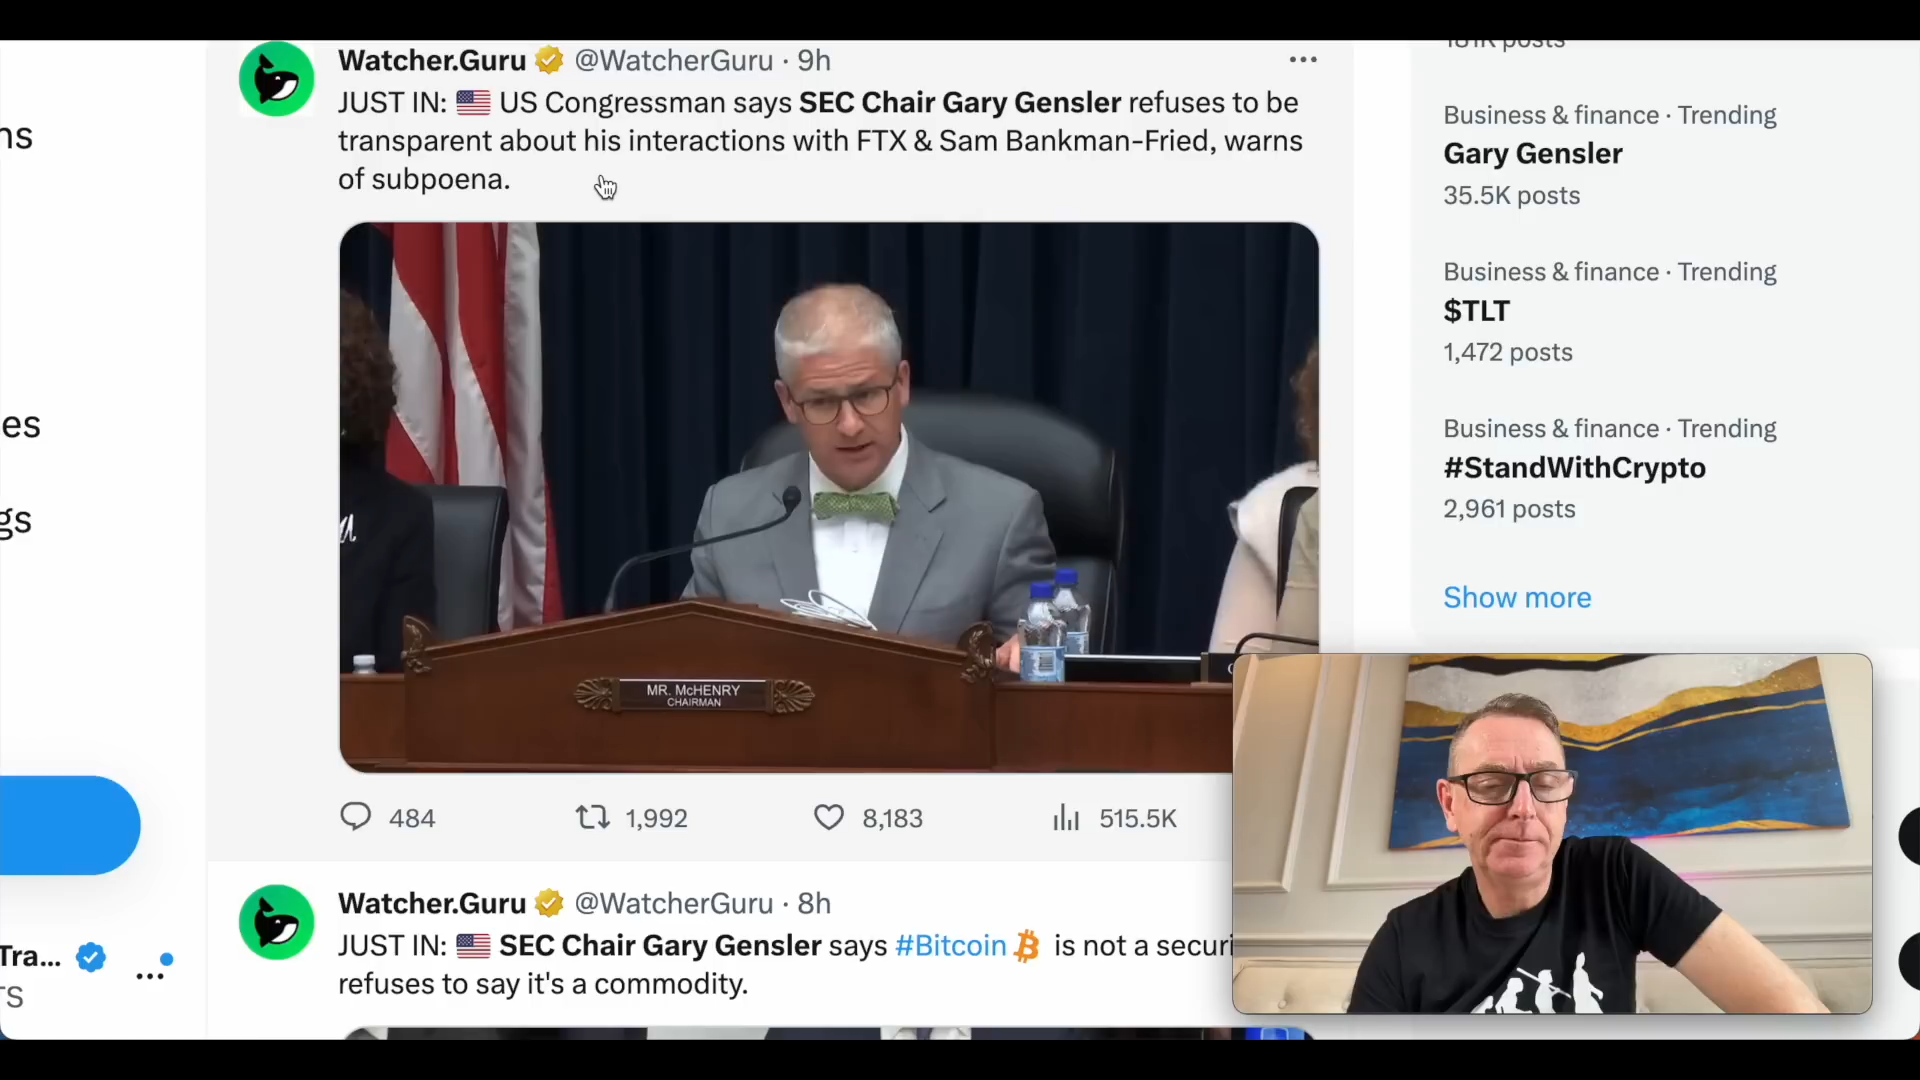 Watcher.Guru @WatcherGuru · 9h
JUST IN: 🇺🇸 US Congressman says SEC Chair Gary Gensler refuses to be
transparent about his interactions with FTX & Sam Bankman-Fried, warns
of subpoena.
MR. McHENRY
CHAIRMAN
484 1,992 8,183 515.5K
Watcher.Guru @WatcherGuru · 8h
JUST IN: 🇺🇸 SEC Chair Gary Gensler says #Bitcoin is not a securi
refuses to say it's a commodity.
ns
es
gs
Tra...
TS
181K posts
Business & finance · Trending
Gary Gensler
35.5K posts
Business & finance · Trending
$TLT
1,472 posts
Business & finance · Trending
#StandWithCrypto
2,961 posts
Show more